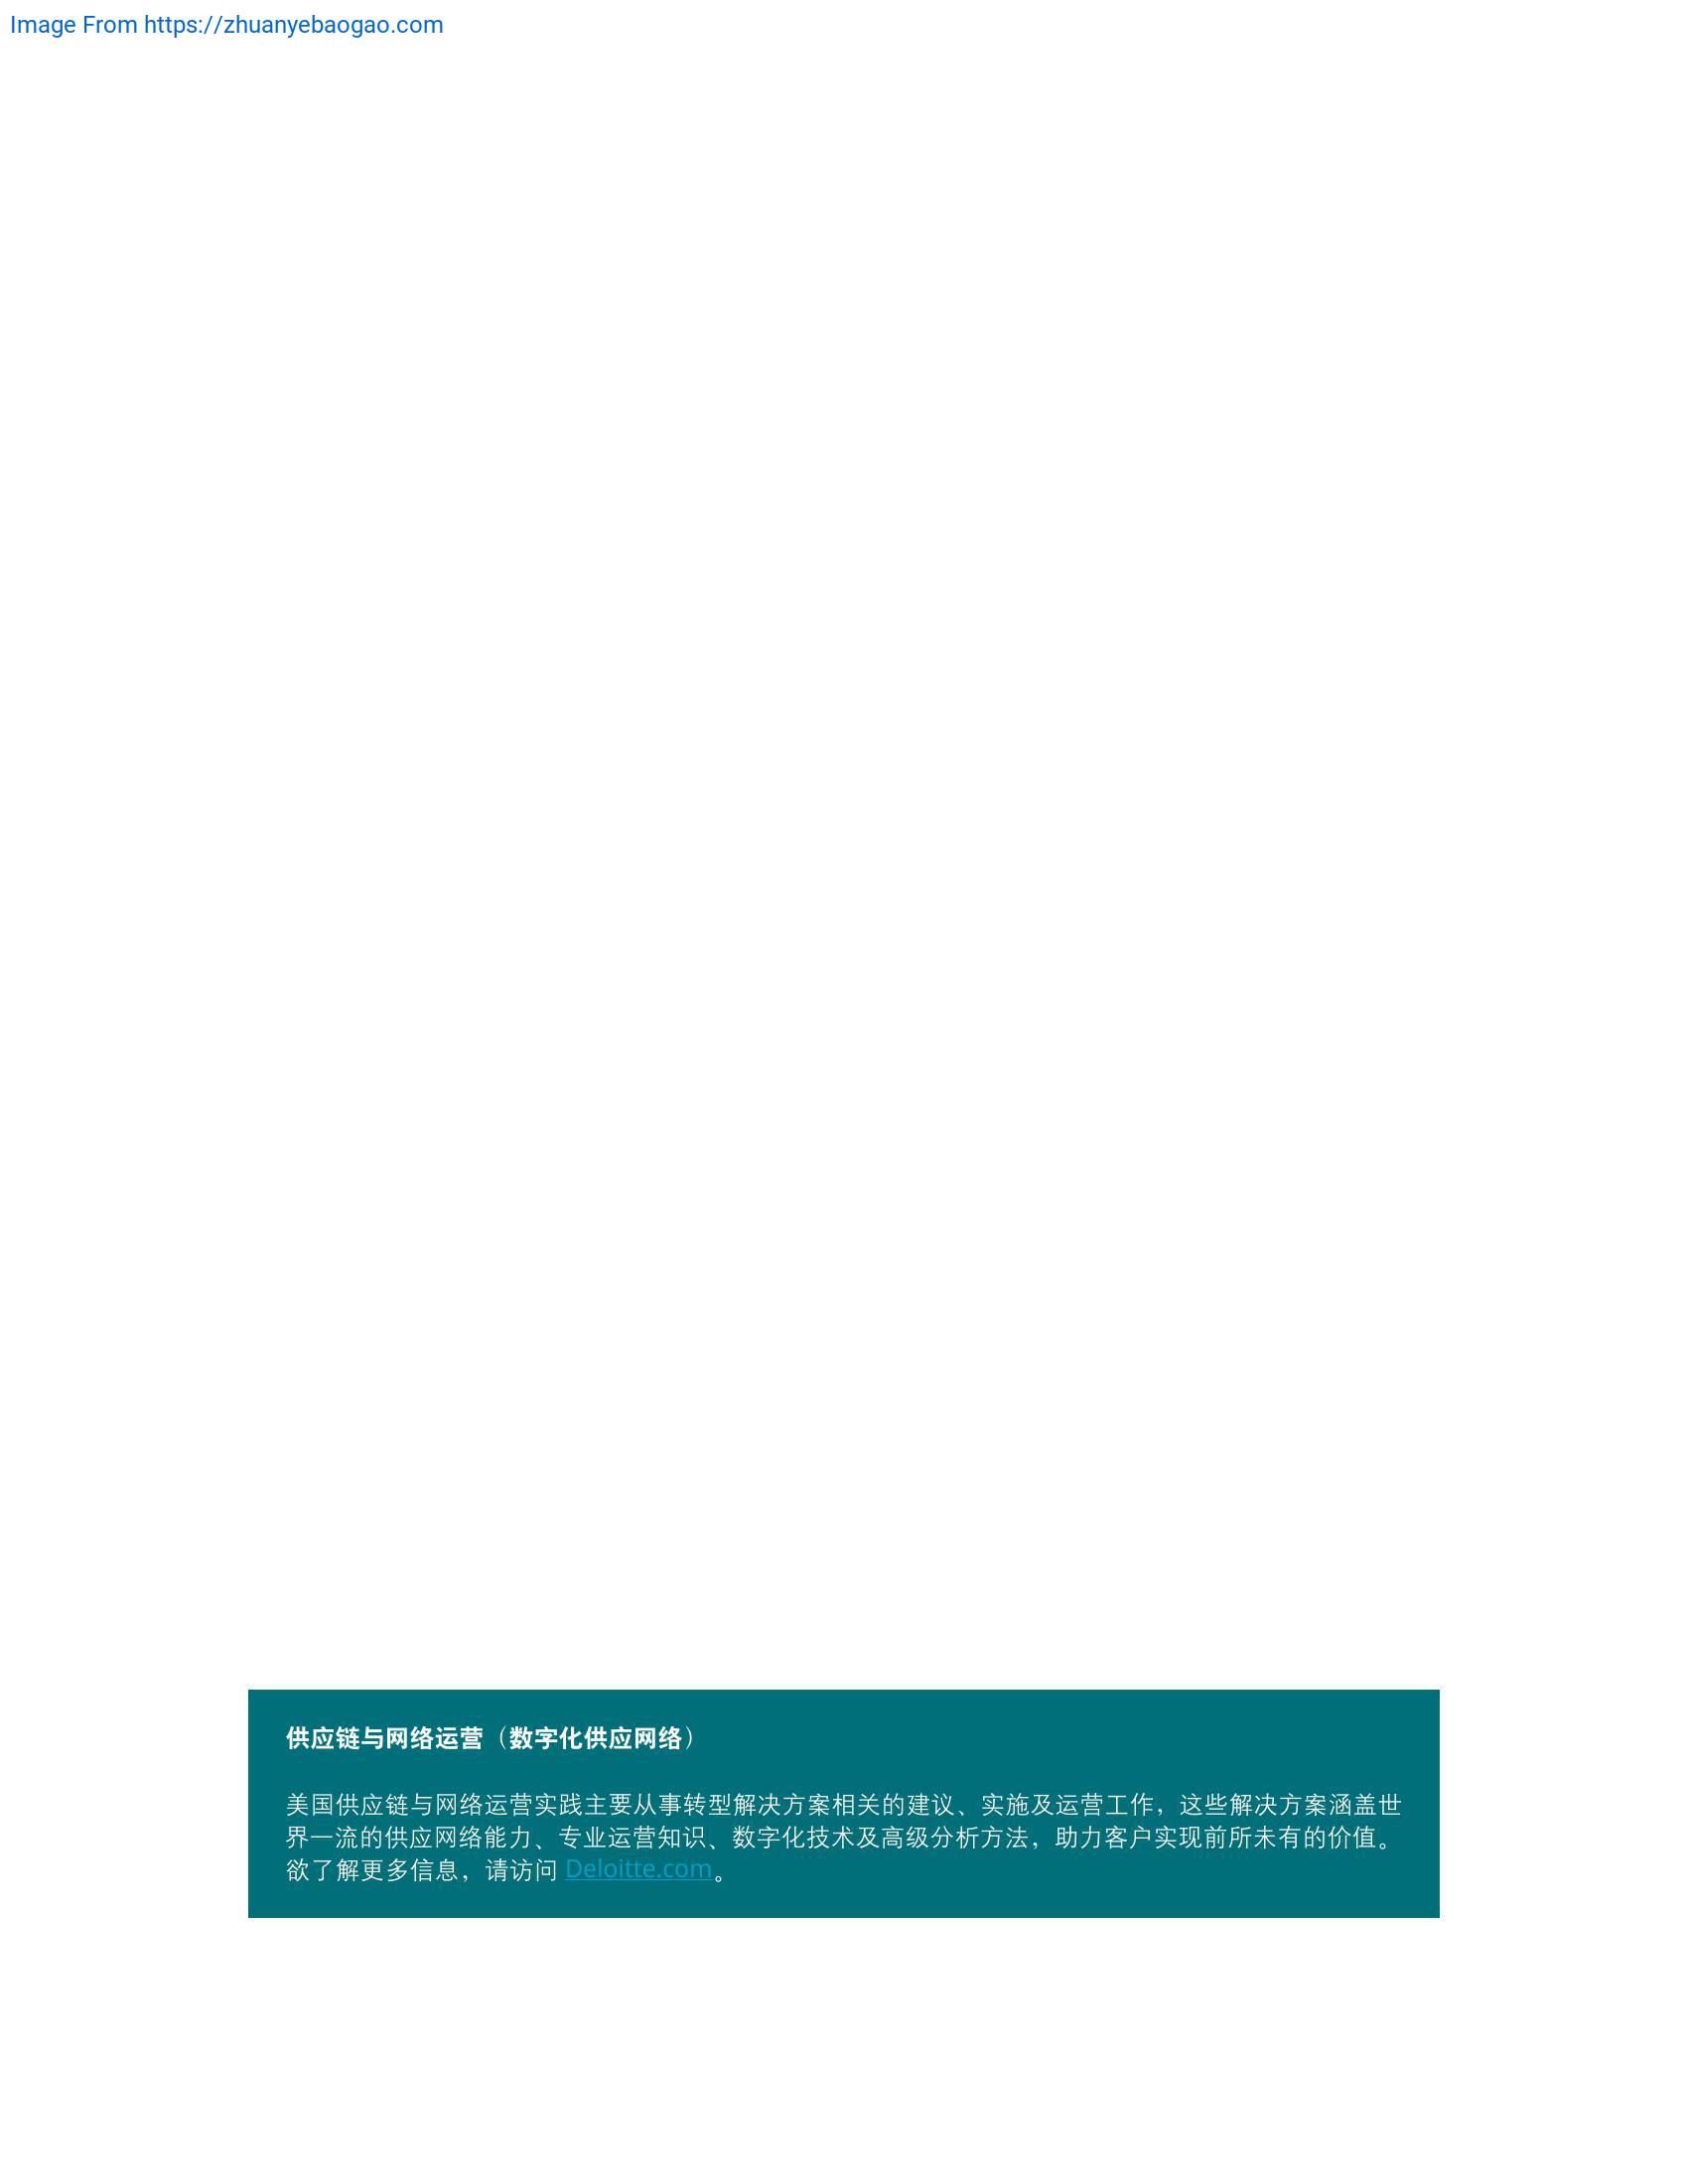 Image From https://zhuanyebaogao.com
供应链与网络运营（数字化供应网络）
美国供应链与网络运营实践主要从事转型解决方案相关的建议、实施及运营工作，这些解决方案涵盖世
界一流的供应网络能力、专业运营知识、数字化技术及高级分析方法，助力客户实现前所未有的价值。
欲了解更多信息，请访问 Deloitte.com。